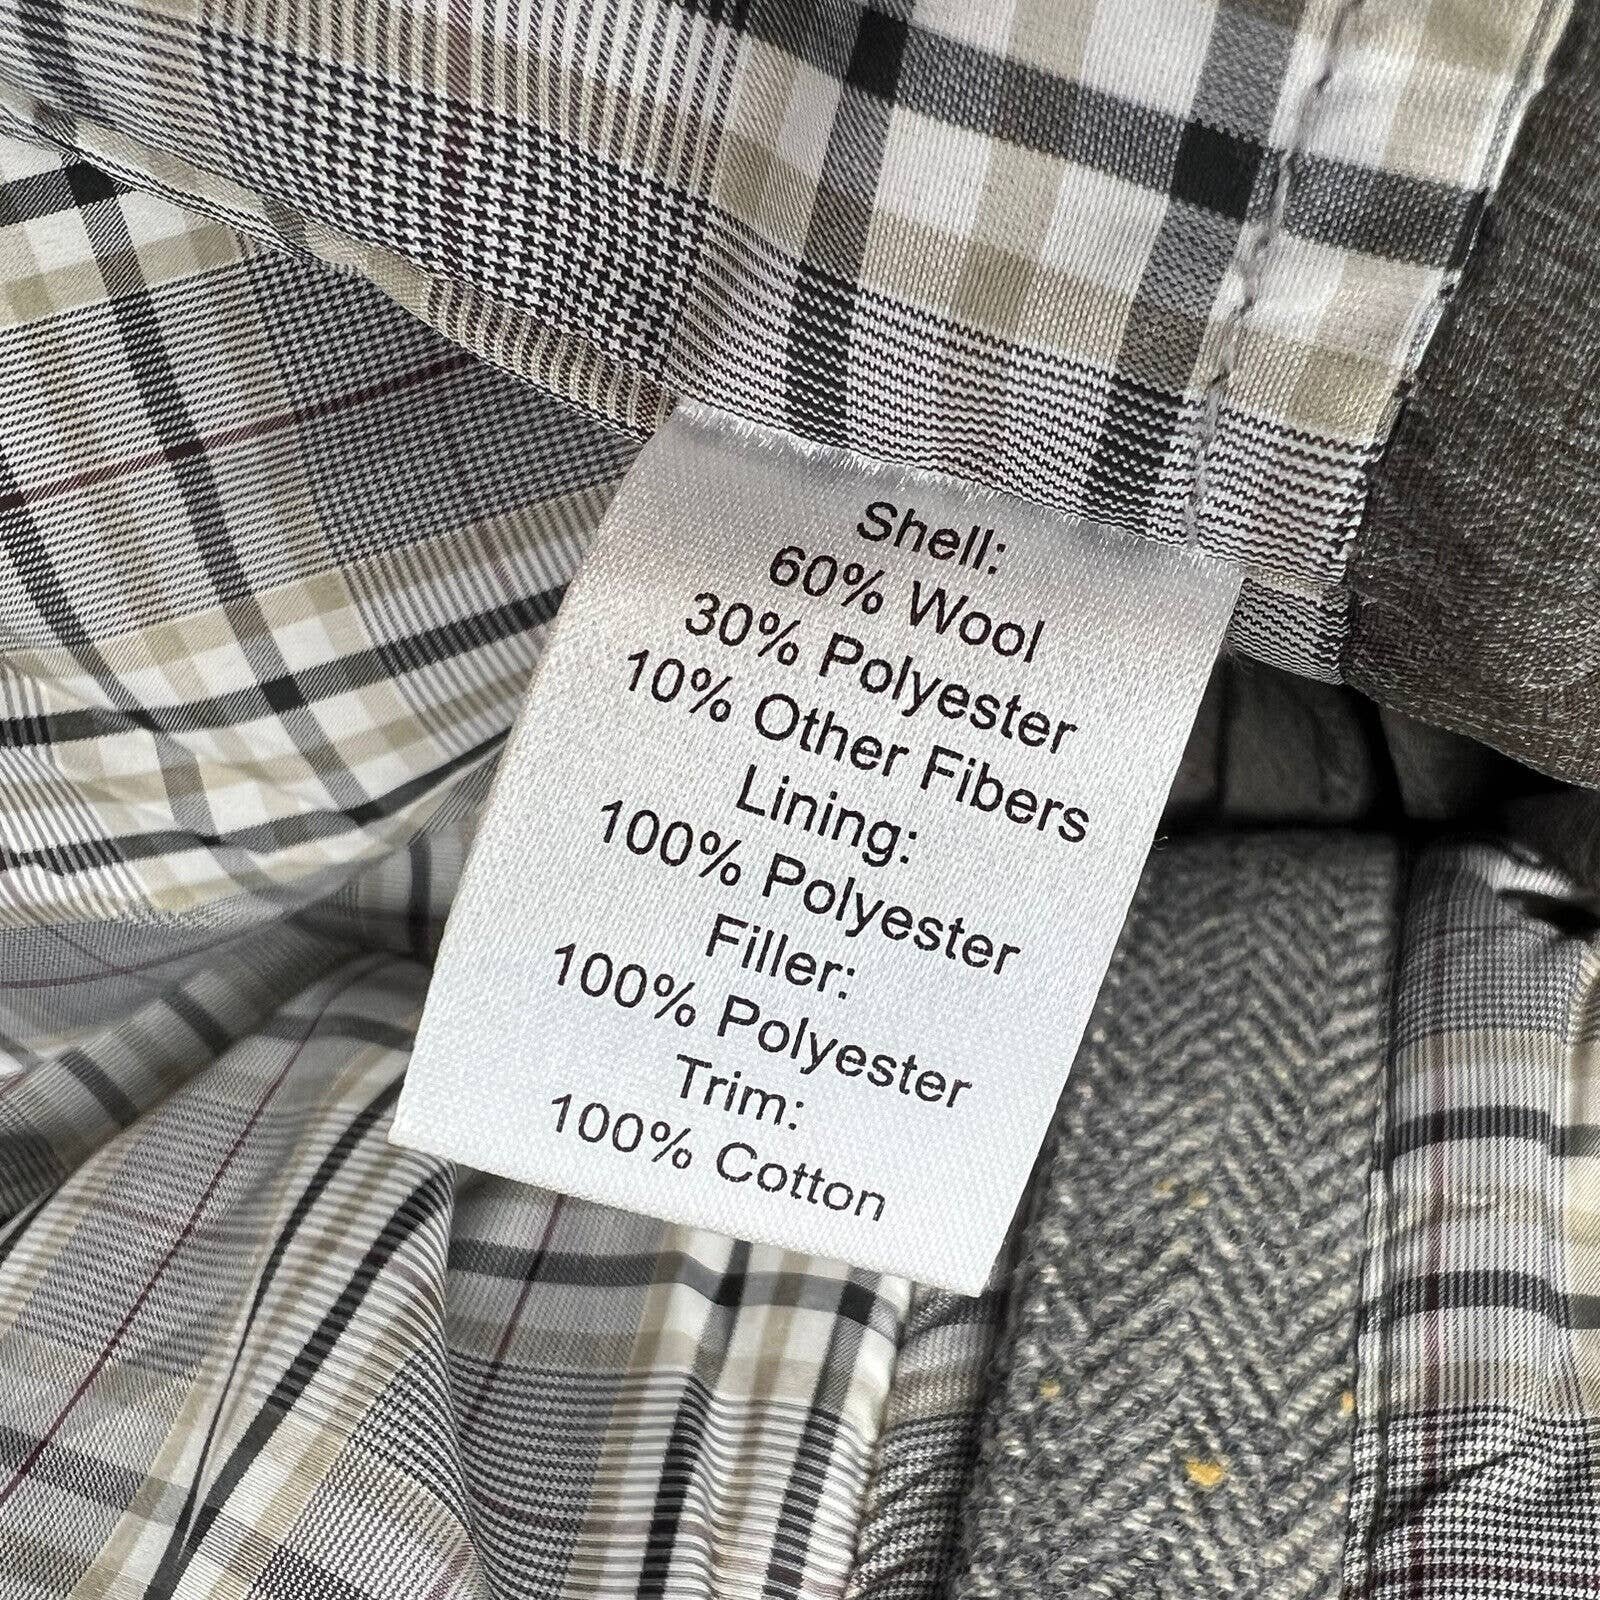 Shell:
60% Wool
30% Polyester
10% Other Fibers
Lining:
100% Polyester
Filler:
100% Polyester
Trim:
100% Cotton